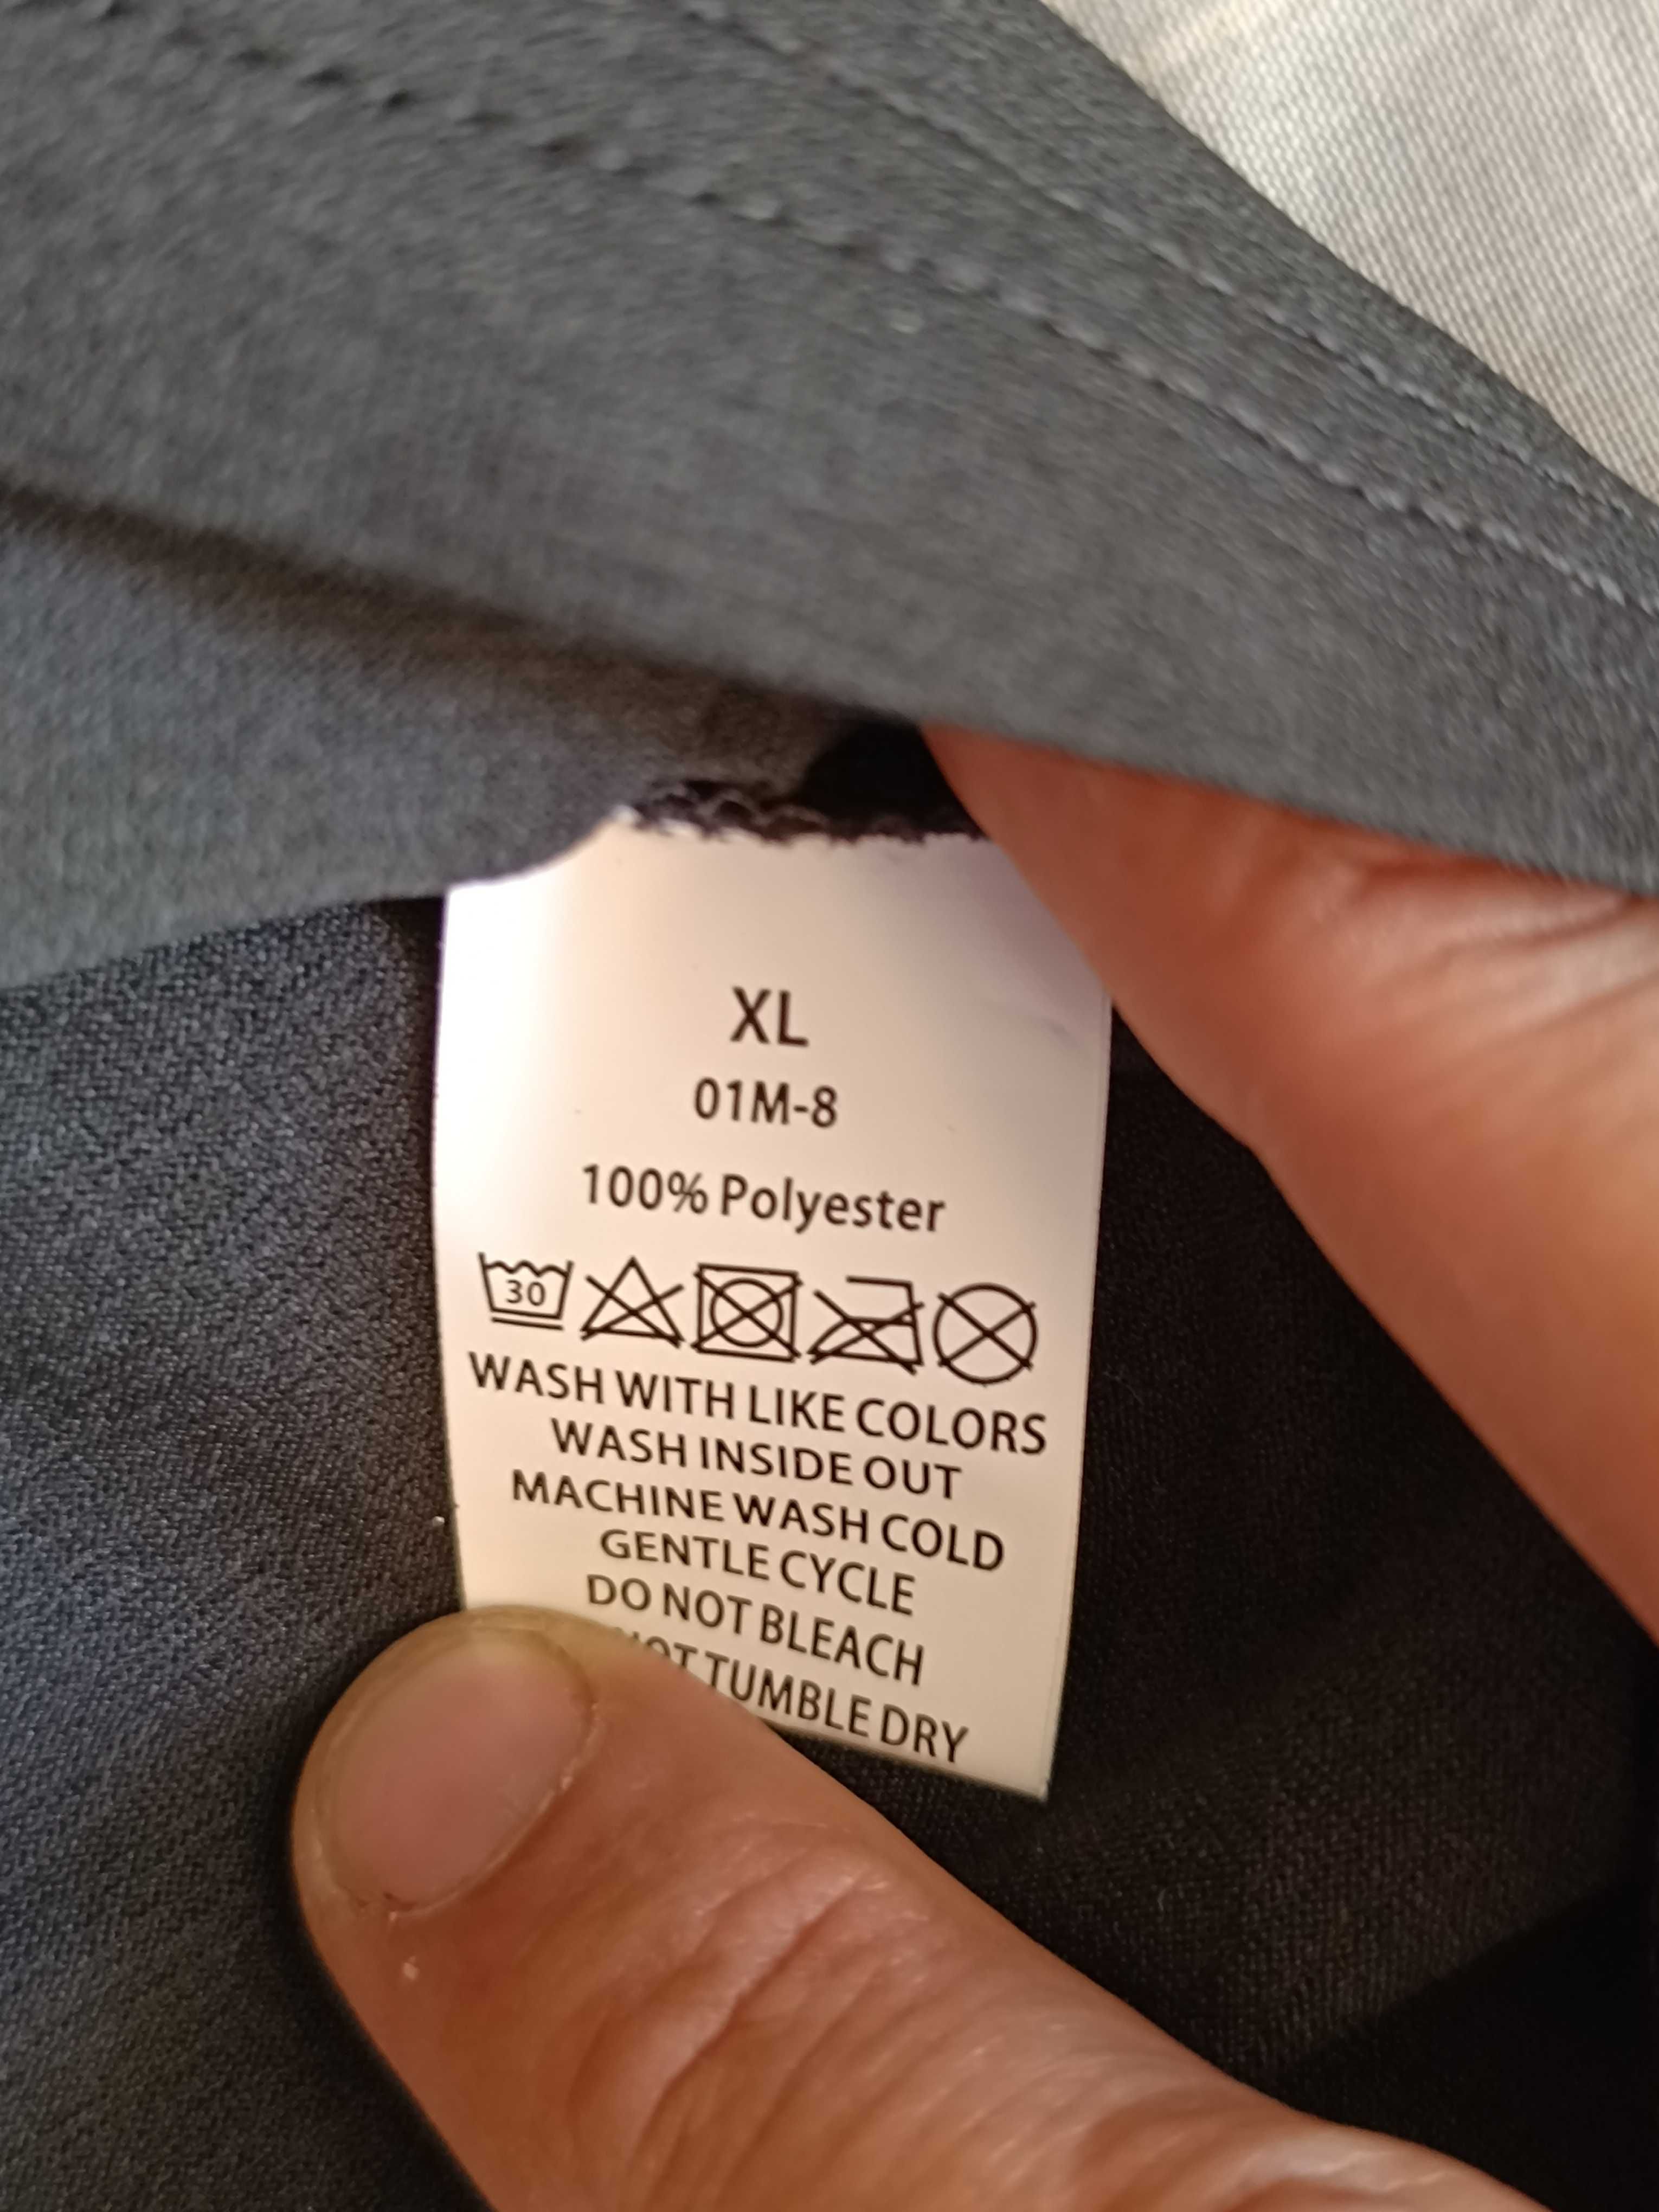 XL
01M-8
100% Polyester
30
WASH WITH LIKE COLORS
WASH INSIDE OUT
MACHINE WASH COLD
GENTLE CYCLE
DO NOT BLEACH
NOT TUMBLE DRY